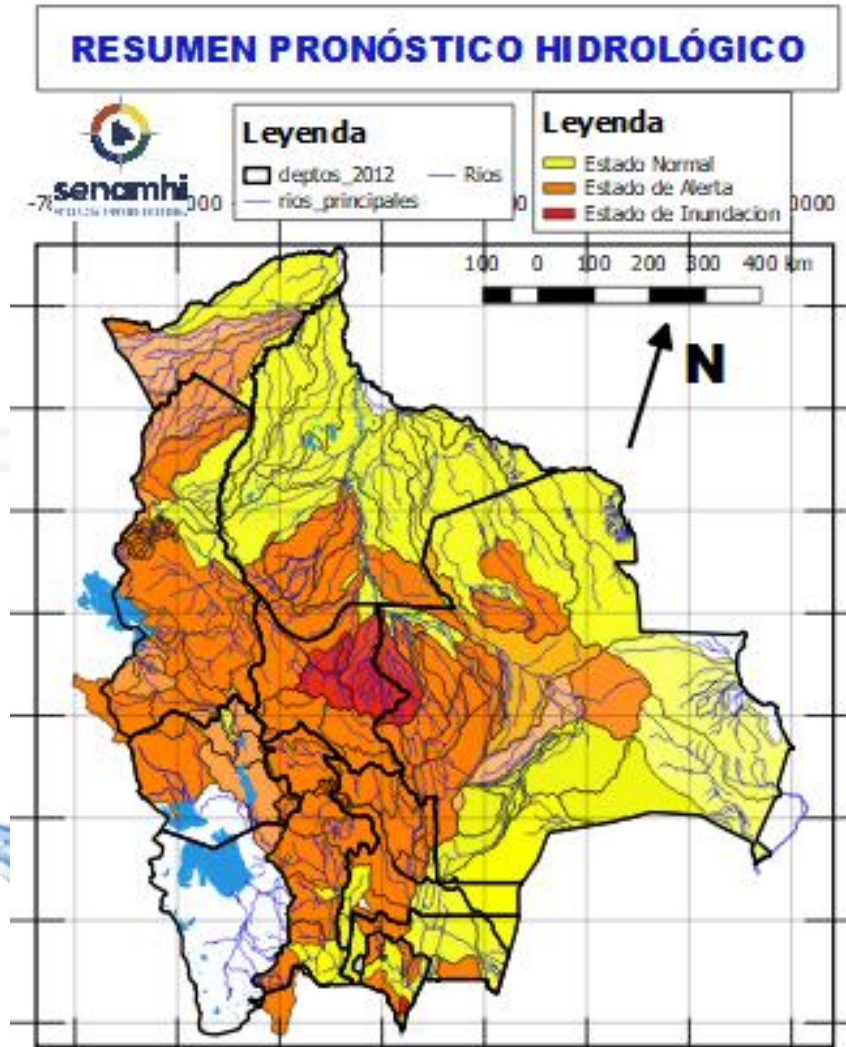 RESUMEN PRONÓSTICO HIDROLÓGICO
senamhi
Leyenda
deptos_2012
Rios
rios_principales
Leyenda
Estado Normal
Estado de Alerta
Estado de Inundacion
100 0 100 200 300 400 km
N